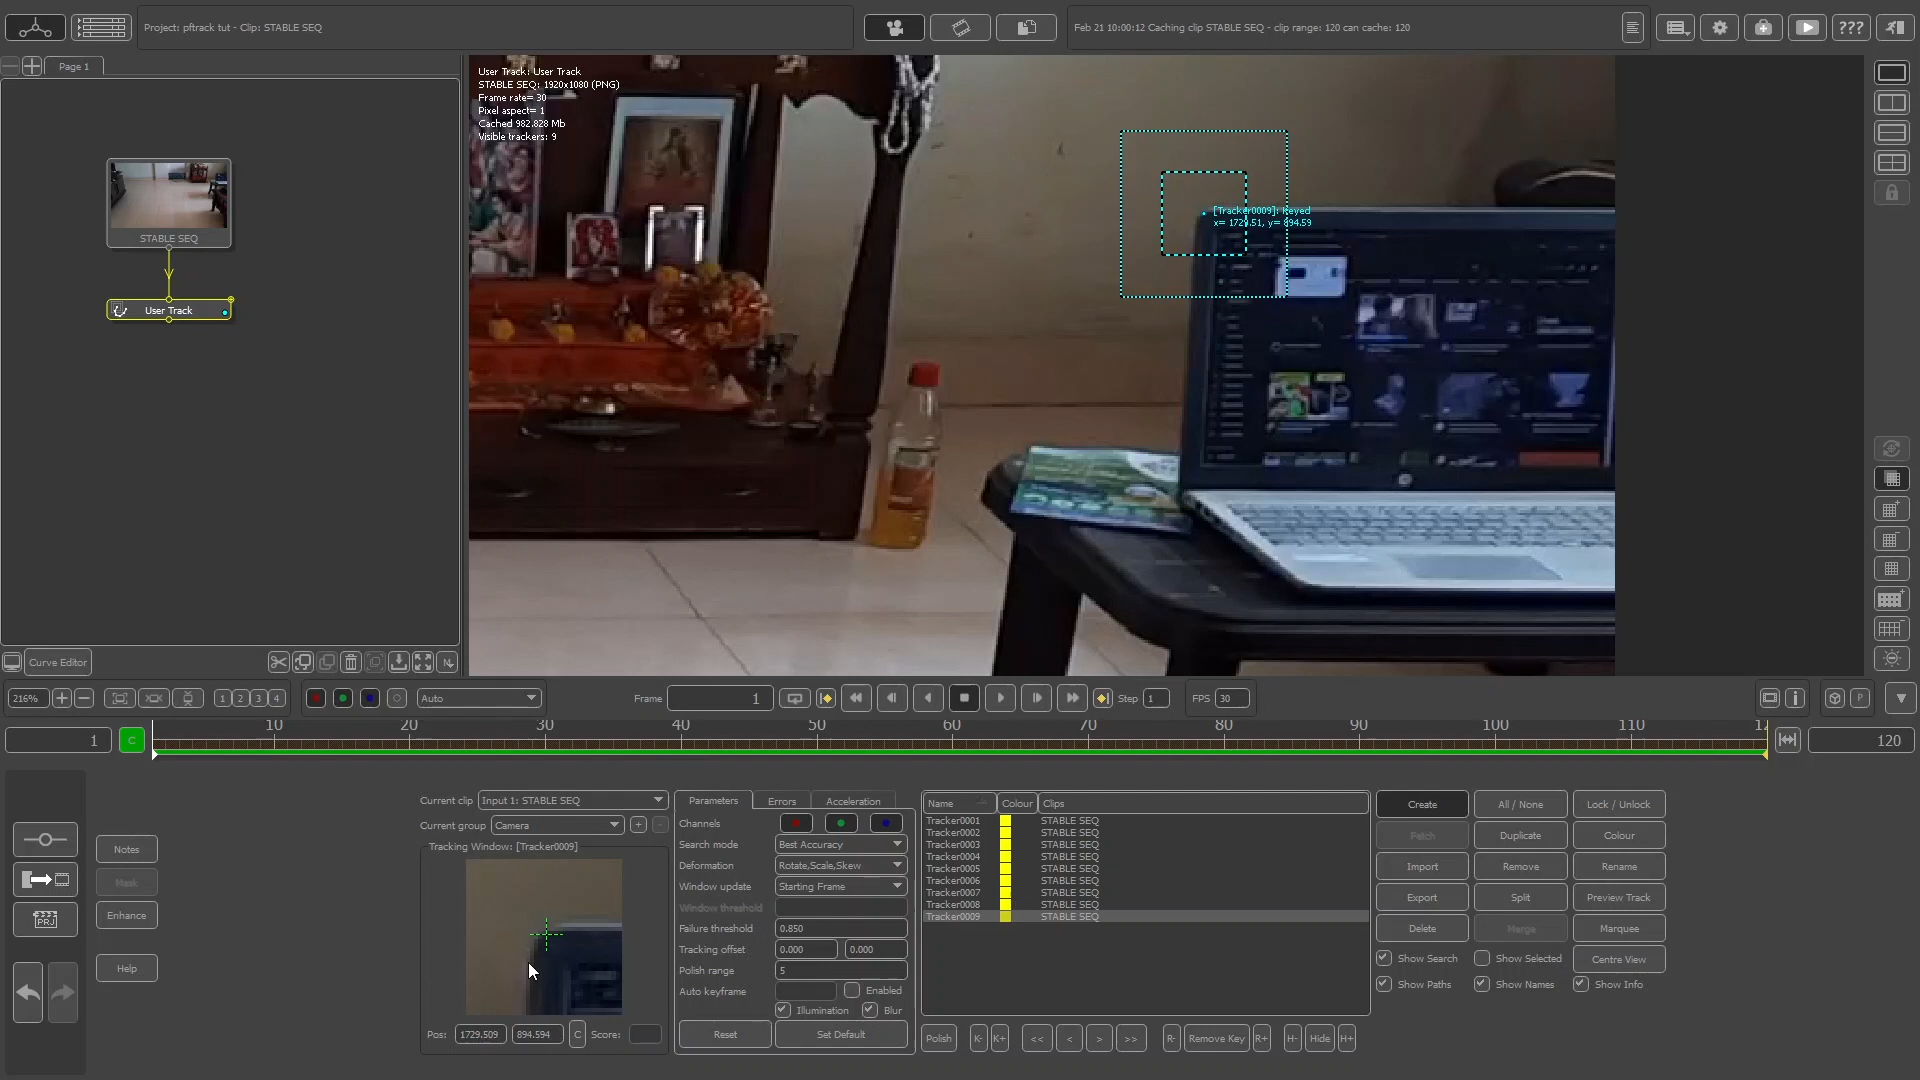 Project: pftrack tut - Clip: STABLE SEQ
Feb 21 10:00:12 Caching clip STABLE SEQ - clip range: 120 can cache: 120
???
Page 1
User Track: User Track
STABLE SEQ: 1920x1080 (PNG)
Frame rate= 30
Pixel aspect= 1
Cached 982.828 Mb
Visible trackers: 9
[Tracker0009]: Keyed
x= 1729.51, y= 894.59
STABLE SEQ
User Track
Curve Editor
216%
1 2 3 4
Auto
Frame 1
Step 1
FPS 30
P
1 C 10 20 30 40 50 60 70 80 90 100 110 120
Current clip Input 1: STABLE SEQ
Current group Camera + -
Tracking Window: [Tracker0009]
Pos: 1729.509 894.594 C Score:
Notes
Mask
Enhance
Help
PRJ
Parameters Errors Acceleration
Channels
Search mode Best Accuracy
Deformation Rotate,Scale,Skew
Window update Starting Frame
Window threshold
Failure threshold 0.850
Tracking offset 0.000 0.000
Polish range 5
Auto keyframe Enabled
Illumination Blur
Reset Set Default
Name Colour Clips
Tracker0001 STABLE SEQ
Tracker0002 STABLE SEQ
Tracker0003 STABLE SEQ
Tracker0004 STABLE SEQ
Tracker0005 STABLE SEQ
Tracker0006 STABLE SEQ
Tracker0007 STABLE SEQ
Tracker0008 STABLE SEQ
Tracker0009 STABLE SEQ
Polish K- K+ << < > >> R- Remove Key R+ H- Hide H+
Create All / None Lock / Unlock
Fetch Duplicate Colour
Import Remove Rename
Export Split Preview Track
Delete Merge Marquee
Show Search Show Selected Centre View
Show Paths Show Names Show Info